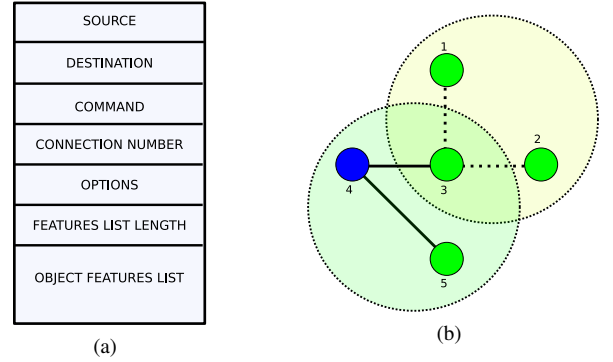 SOURCE
DESTINATION
COMMAND
CONNECTION NUMBER
OPTIONS
FEATURES LIST LENGTH
OBJECT FEATURES LIST
(a)
1
2
3
4
5
(b)